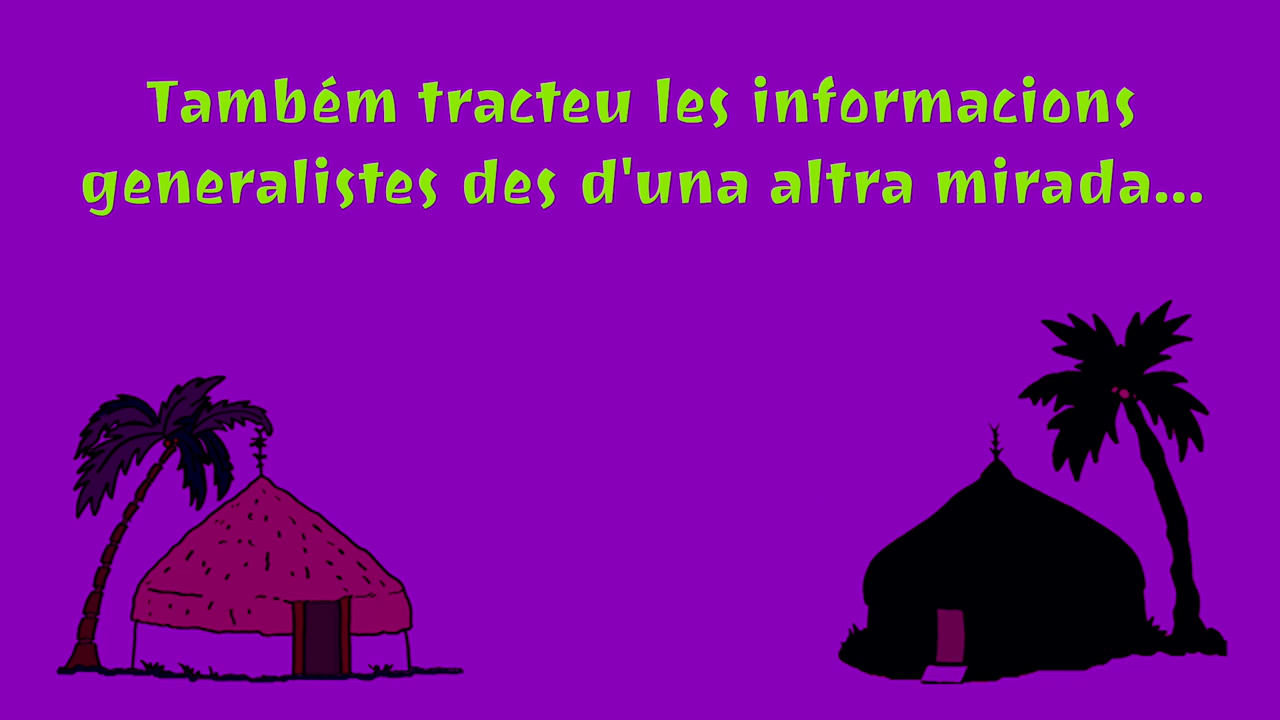 També tracteu les informacions
generalistes des d'una altra mirada...